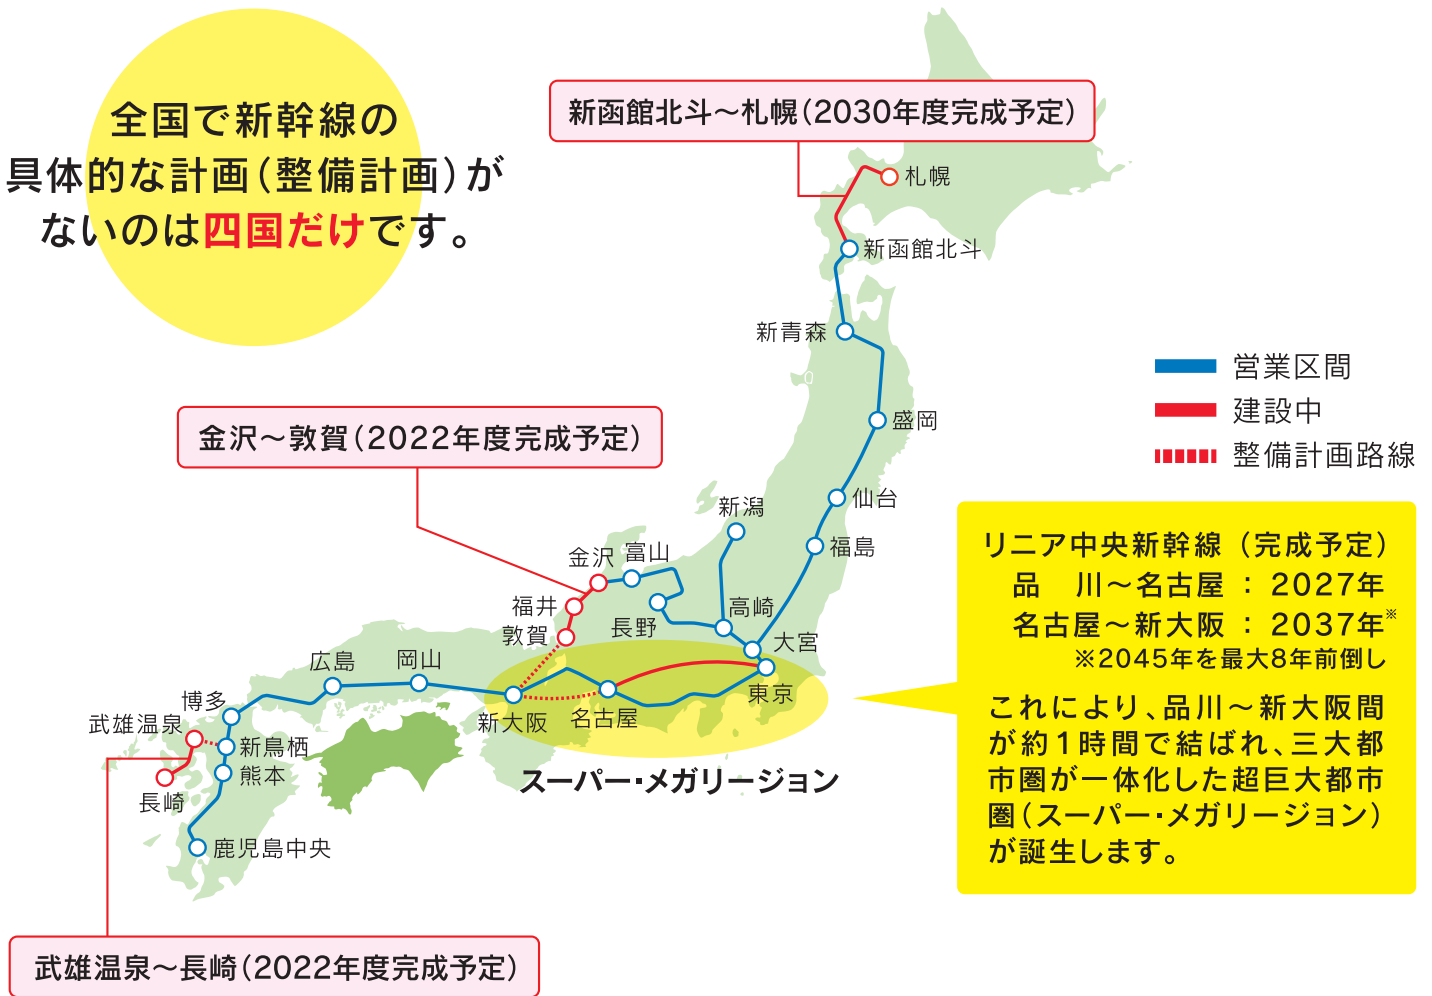 全国で新幹線の
具体的な計画（整備計画）が
ないのは四国だけです。
新函館北斗～札幌（2030年度完成予定）
札幌
新函館北斗
新青森
盛岡
仙台
福島
新潟
金沢～敦賀（2022年度完成予定）
金沢
富山
福井
敦賀
長野
高崎
大宮
東京
名古屋
新大阪
岡山
広島
博多
武雄温泉
新鳥栖
熊本
長崎
鹿児島中央
スーパー・メガリージョン
武雄温泉～長崎（2022年度完成予定）
営業区間
建設中
整備計画路線
リニア中央新幹線（完成予定）
品　川～名古屋：2027年
名古屋～新大阪：2037年※
※2045年を最大8年前倒し
これにより、品川～新大阪間
が約1時間で結ばれ、三大都
市圏が一体化した超巨大都市
圏（スーパー・メガリージョン）
が誕生します。